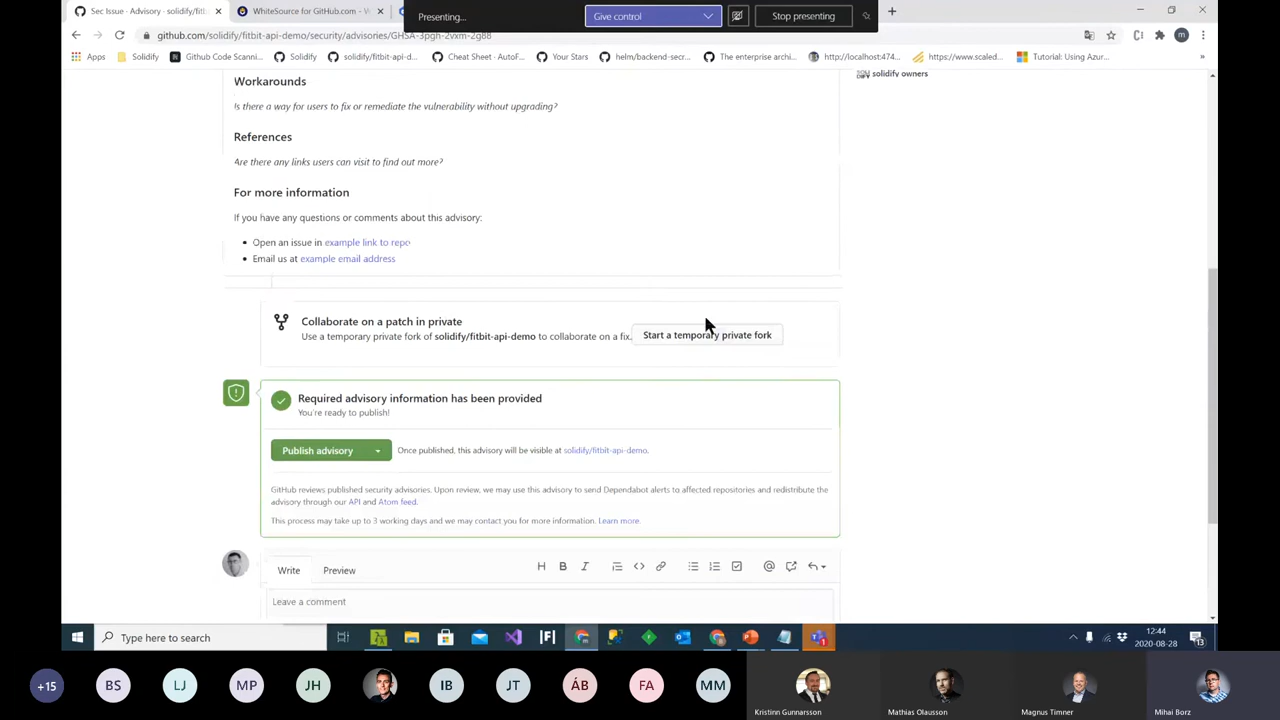 Sec Issue · Advisory · solidify/fitb
WhiteSource for GitHub.com –
Presenting...
Give control
Stop presenting
github.com/solidify/fitbit-api-demo/security/advisories/GHSA-3pgh-2vxm-2g88
Apps
Solidify
Github Code Scannin...
Solidify
solidify/fitbit-api-d...
Cheat Sheet · AutoF...
Your Stars
helm/backend-secr...
The enterprise archi...
http://localhost:474...
https://www.scaled...
Tutorial: Using Azur...
solidify owners
Workarounds
Is there a way for users to fix or remediate the vulnerability without upgrading?
References
Are there any links users can visit to find out more?
For more information
If you have any questions or comments about this advisory:
Open an issue in example link to repo
Email us at example email address
Collaborate on a patch in private
Use a temporary private fork of solidify/fitbit-api-demo to collaborate on a fix.
Start a temporary private fork
Required advisory information has been provided
You're ready to publish!
Publish advisory
Once published, this advisory will be visible at solidify/fitbit-api-demo.
GitHub reviews published security advisories. Upon review, we may use this advisory to send Dependabot alerts to affected repositories and redistribute the
advisory through our API and Atom feed.
This process may take up to 3 working days and we may contact you for more information. Learn more.
Write
Preview
Leave a comment
Type here to search
12:44
2020-08-28
13
+15
BS
LJ
MP
JH
IB
JT
ÁB
FA
MM
Kristinn Gunnarsson
Mathias Olausson
Magnus Timner
Mihai Borz